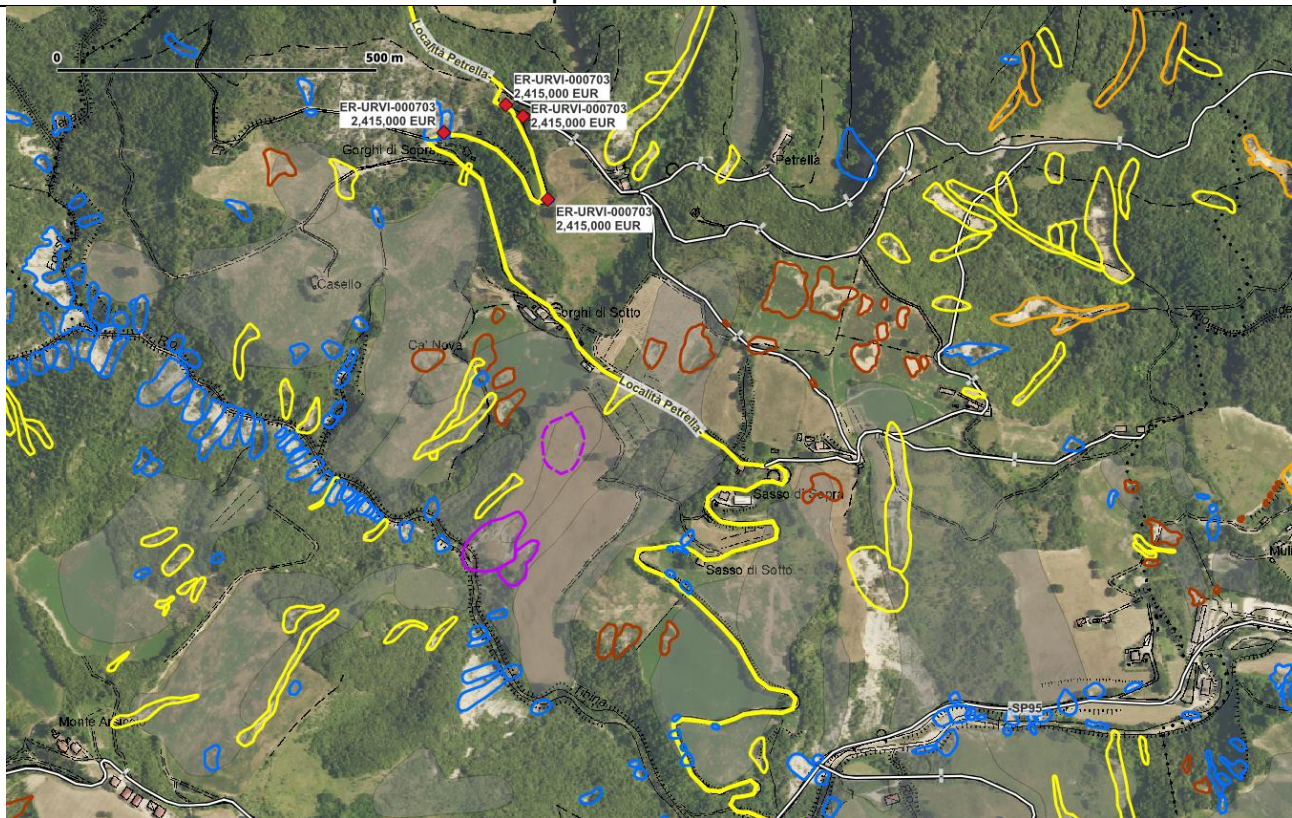 0
500 m
Località Petrella
ER-URVI-000703
2,415,000 EUR
ER-URVI-000703
2,415,000 EUR
ER-URVI-000703
2,415,000 EUR
Gorghi di Sopra
Petrella
ER-URVI-000703
2,415,000 EUR
Casello
Gorghi di Sotto
Ca' Nova
Località Petrella
Sasso di Sopra
Sasso di Sotto
SP95